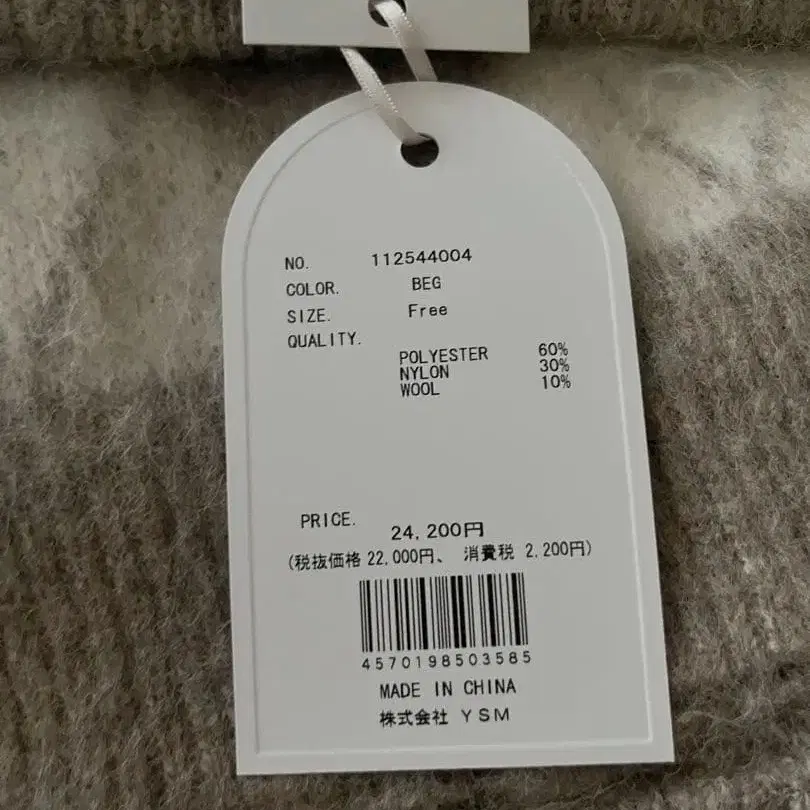 NO. 112544004
COLOR. BEG
SIZE. Free
QUALITY.
POLYESTER 60%
NYLON 30%
WOOL 10%
PRICE. 24,200円
(税抜価格 22,000円、 消費税 2,200円)
4570198503585
MADE IN CHINA
株式会社 YSM